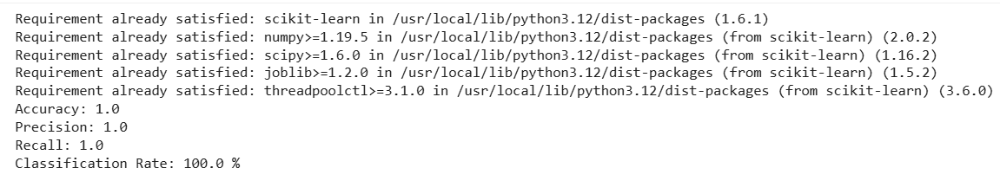 Requirement already satisfied: scikit-learn in /usr/local/lib/python3.12/dist-packages (1.6.1)
Requirement already satisfied: numpy>=1.19.5 in /usr/local/lib/python3.12/dist-packages (from scikit-learn) (2.0.2)
Requirement already satisfied: scipy>=1.6.0 in /usr/local/lib/python3.12/dist-packages (from scikit-learn) (1.16.2)
Requirement already satisfied: joblib>=1.2.0 in /usr/local/lib/python3.12/dist-packages (from scikit-learn) (1.5.2)
Requirement already satisfied: threadpoolctl>=3.1.0 in /usr/local/lib/python3.12/dist-packages (from scikit-learn) (3.6.0)
Accuracy: 1.0
Precision: 1.0
Recall: 1.0
Classification Rate: 100.0 %